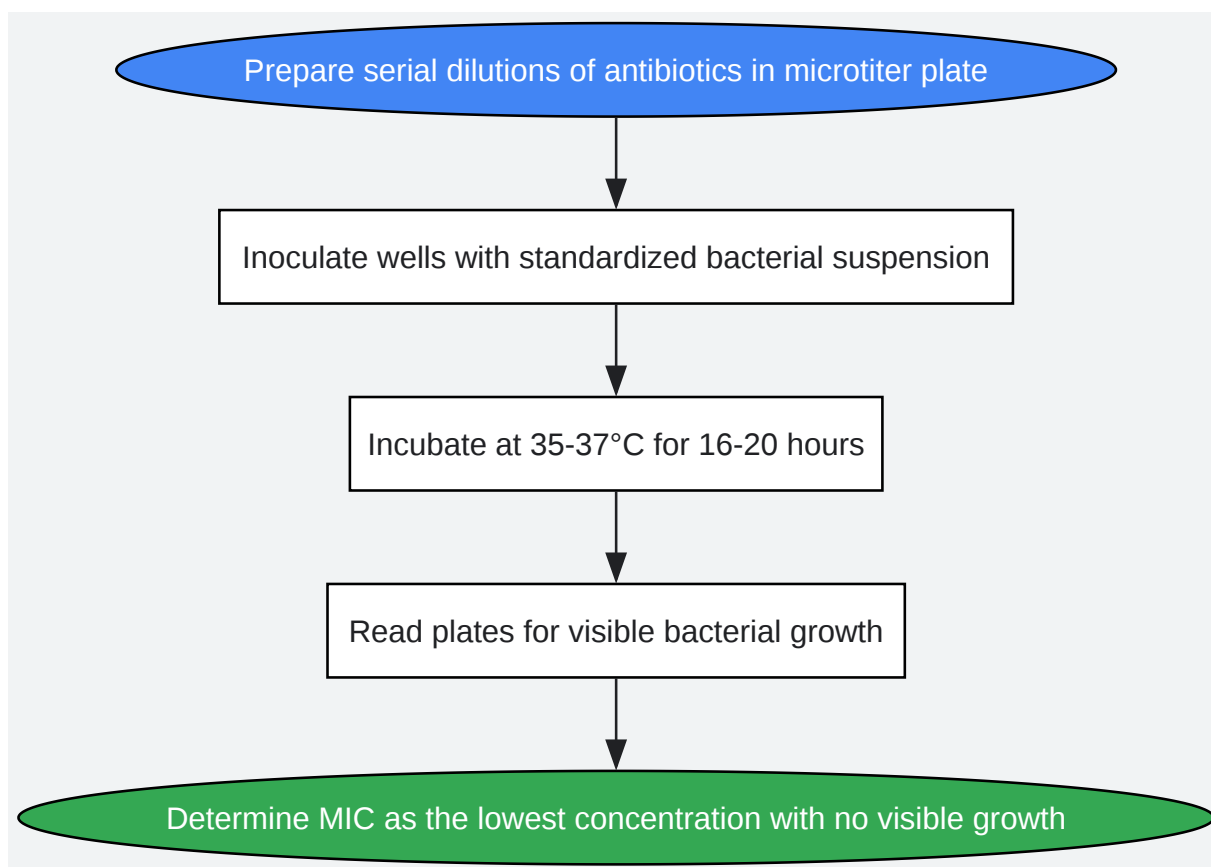 Prepare serial dilutions of antibiotics in microtiter plate
Inoculate wells with standardized bacterial suspension
Incubate at 35-37°C for 16-20 hours
Read plates for visible bacterial growth
Determine MIC as the lowest concentration with no visible growth